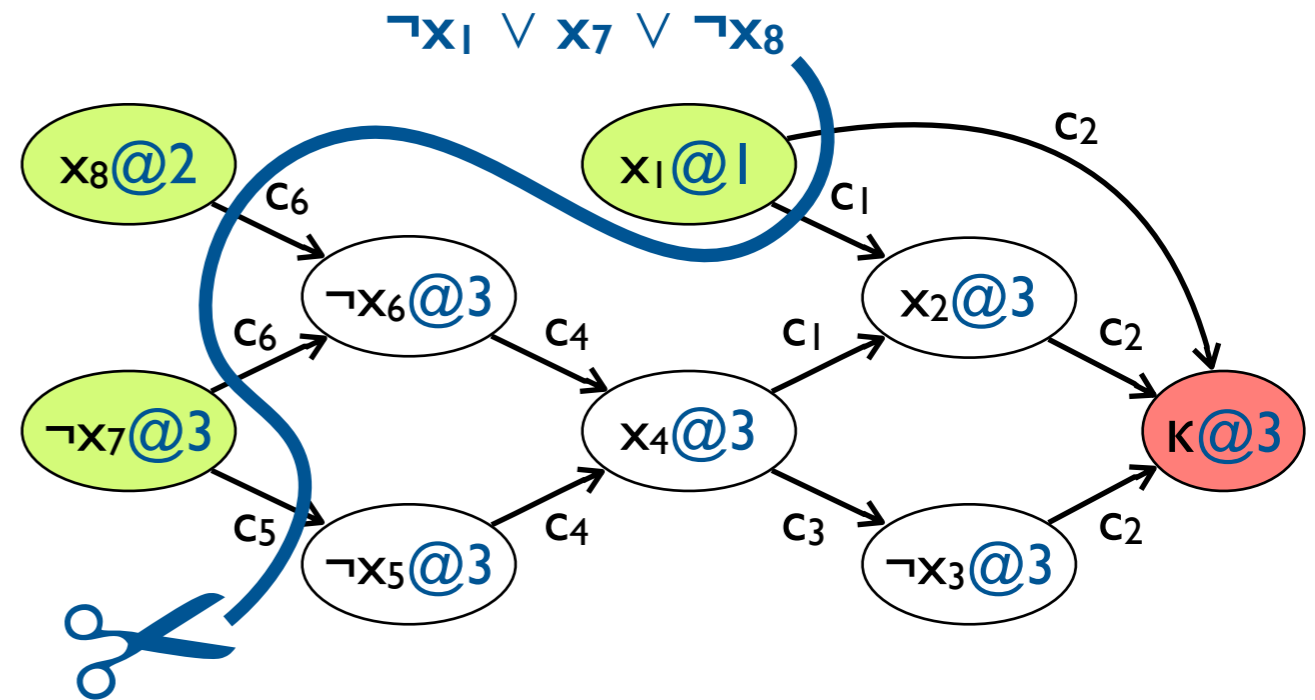 ¬x₁ ∨ x₇ ∨ ¬x₈
x₈@2
c₆
x₁@1
c₁
c₂
¬x₆@3
x₂@3
c₆
c₄
c₁
c₂
¬x₇@3
x₄@3
κ@3
c₅
c₄
c₃
c₂
¬x₅@3
¬x₃@3